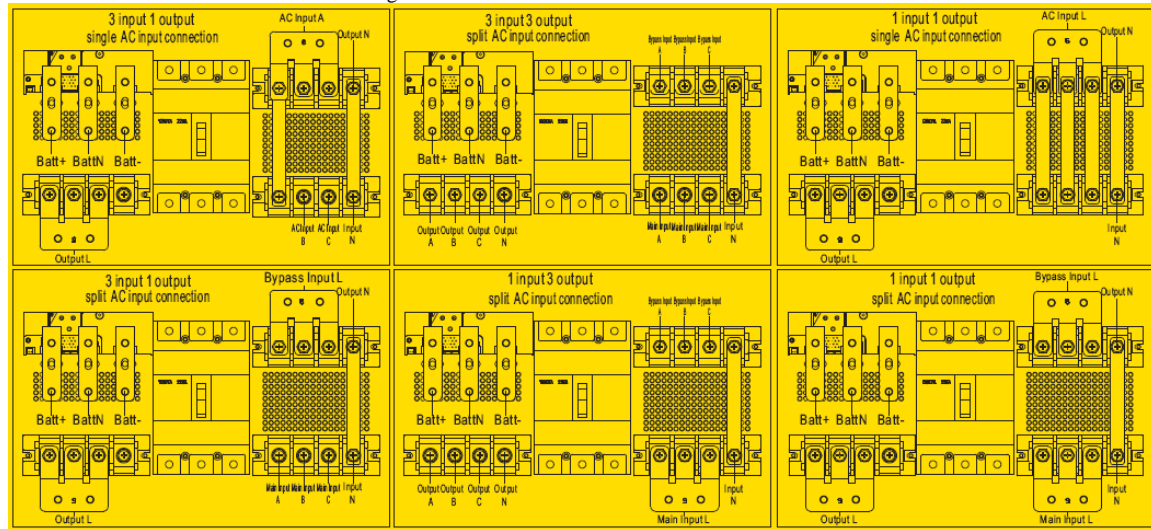 3 input 1 output
single AC input connection
AC Input A
Output N
Batt+ BattN Batt-
AC Input
B
AC Input
C
Input
N
Output L
3 input 3 output
split AC input connection
Bypass Input
A
Bypass Input
B
Bypass Input
C
Batt+ BattN Batt-
Output
A
Output
B
Output
C
Output
N
Main Input
A
Main Input
B
Main Input
C
Input
N
1 input 1 output
single AC input connection
AC Input L
Output N
Batt+ BattN Batt-
Output L
Input
N
3 input 1 output
split AC input connection
Bypass Input L
Output N
Batt+ BattN Batt-
Main Input
A
Main Input
B
Main Input
C
Input
N
Output L
1 input 3 output
split AC input connection
Bypass Input
A
Bypass Input
B
Bypass Input
C
Batt+ BattN Batt-
Output
A
Output
B
Output
C
Output
N
Input
N
Main Input L
1 input 1 output
split AC input connection
Bypass Input L
Output N
Batt+ BattN Batt-
Input
N
Output L
Main Input L